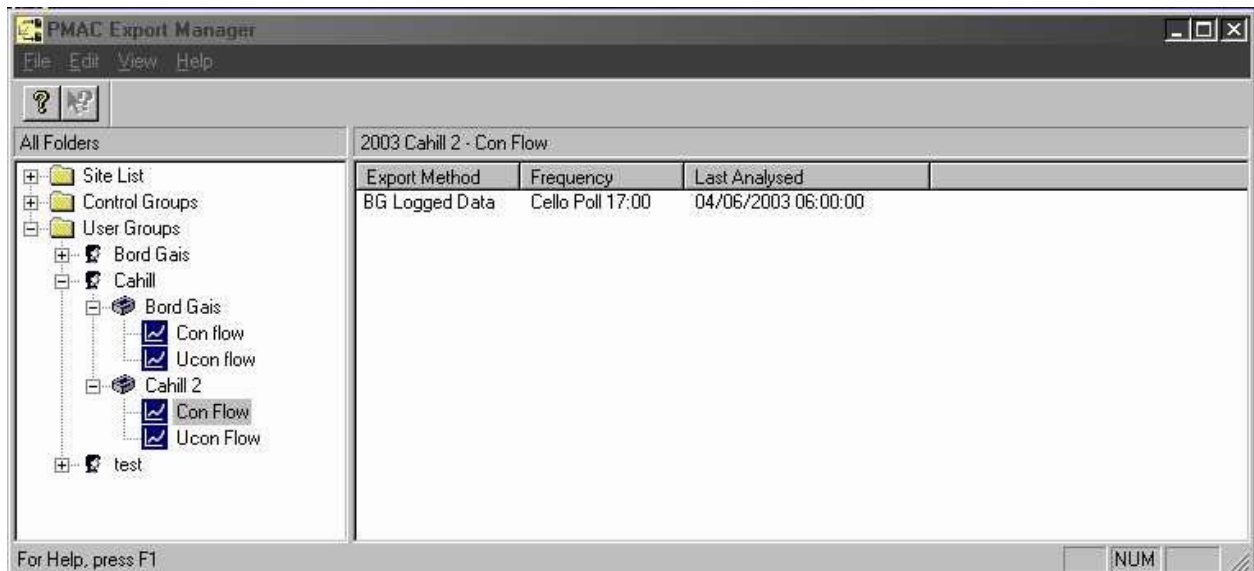 PMAC Export Manager
File Edit View Help
All Folders
2003 Cahill 2 - Con Flow
Site List
Control Groups
User Groups
Bord Gais
Cahill
Bord Gais
Con flow
Ucon flow
Cahill 2
Con Flow
Ucon Flow
test
Export Method Frequency Last Analysed
BG Logged Data Cello Poll 17:00 04/06/2003 06:00:00
For Help, press F1
NUM